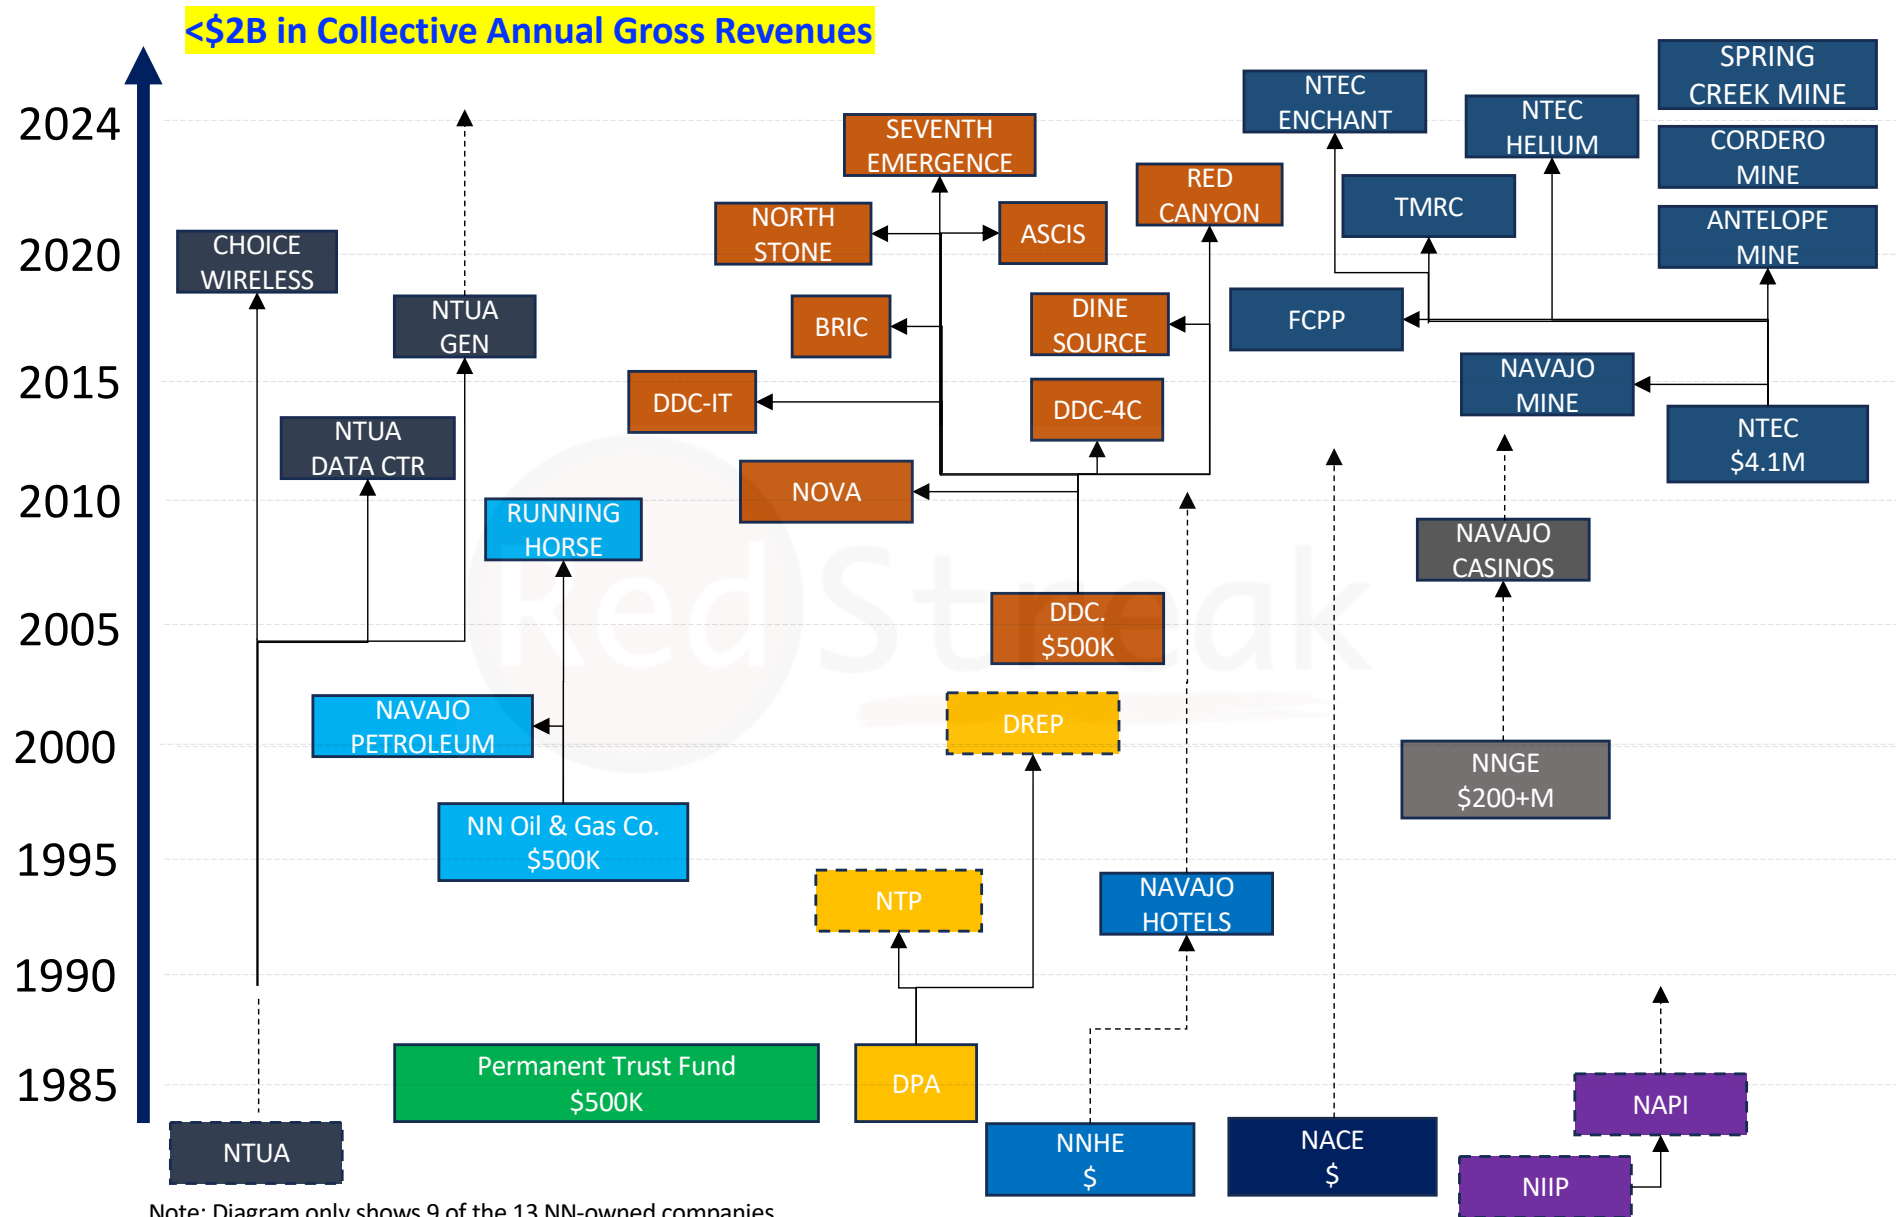 <$2B in Collective Annual Gross Revenues
2024
2020
2015
2010
2005
2000
1995
1990
1985
SPRING
CREEK MINE
NTEC
ENCHANT
NTEC
HELIUM
SEVENTH
EMERGENCE
CORDERO
MINE
RED
CANYON
TMRC
NORTH
STONE
ASCIS
ANTELOPE
MINE
CHOICE
WIRELESS
NTUA
GEN
BRIC
DINE
SOURCE
FCPP
NAVAJO
MINE
DDC-IT
DDC-4C
NTEC
$4.1M
NTUA
DATA CTR
NOVA
RUNNING
HORSE
NAVAJO
CASINOS
Red Streak
DDC.
$500K
NAVAJO
PETROLEUM
DREP
NNGE
$200+M
NN Oil & Gas Co.
$500K
NTP
NAVAJO
HOTELS
Permanent Trust Fund
$500K
DPA
NAPI
NTUA
NNHE
$
NACE
$
NIIP
Note: Diagram only shows 9 of the 13 NN-owned companies